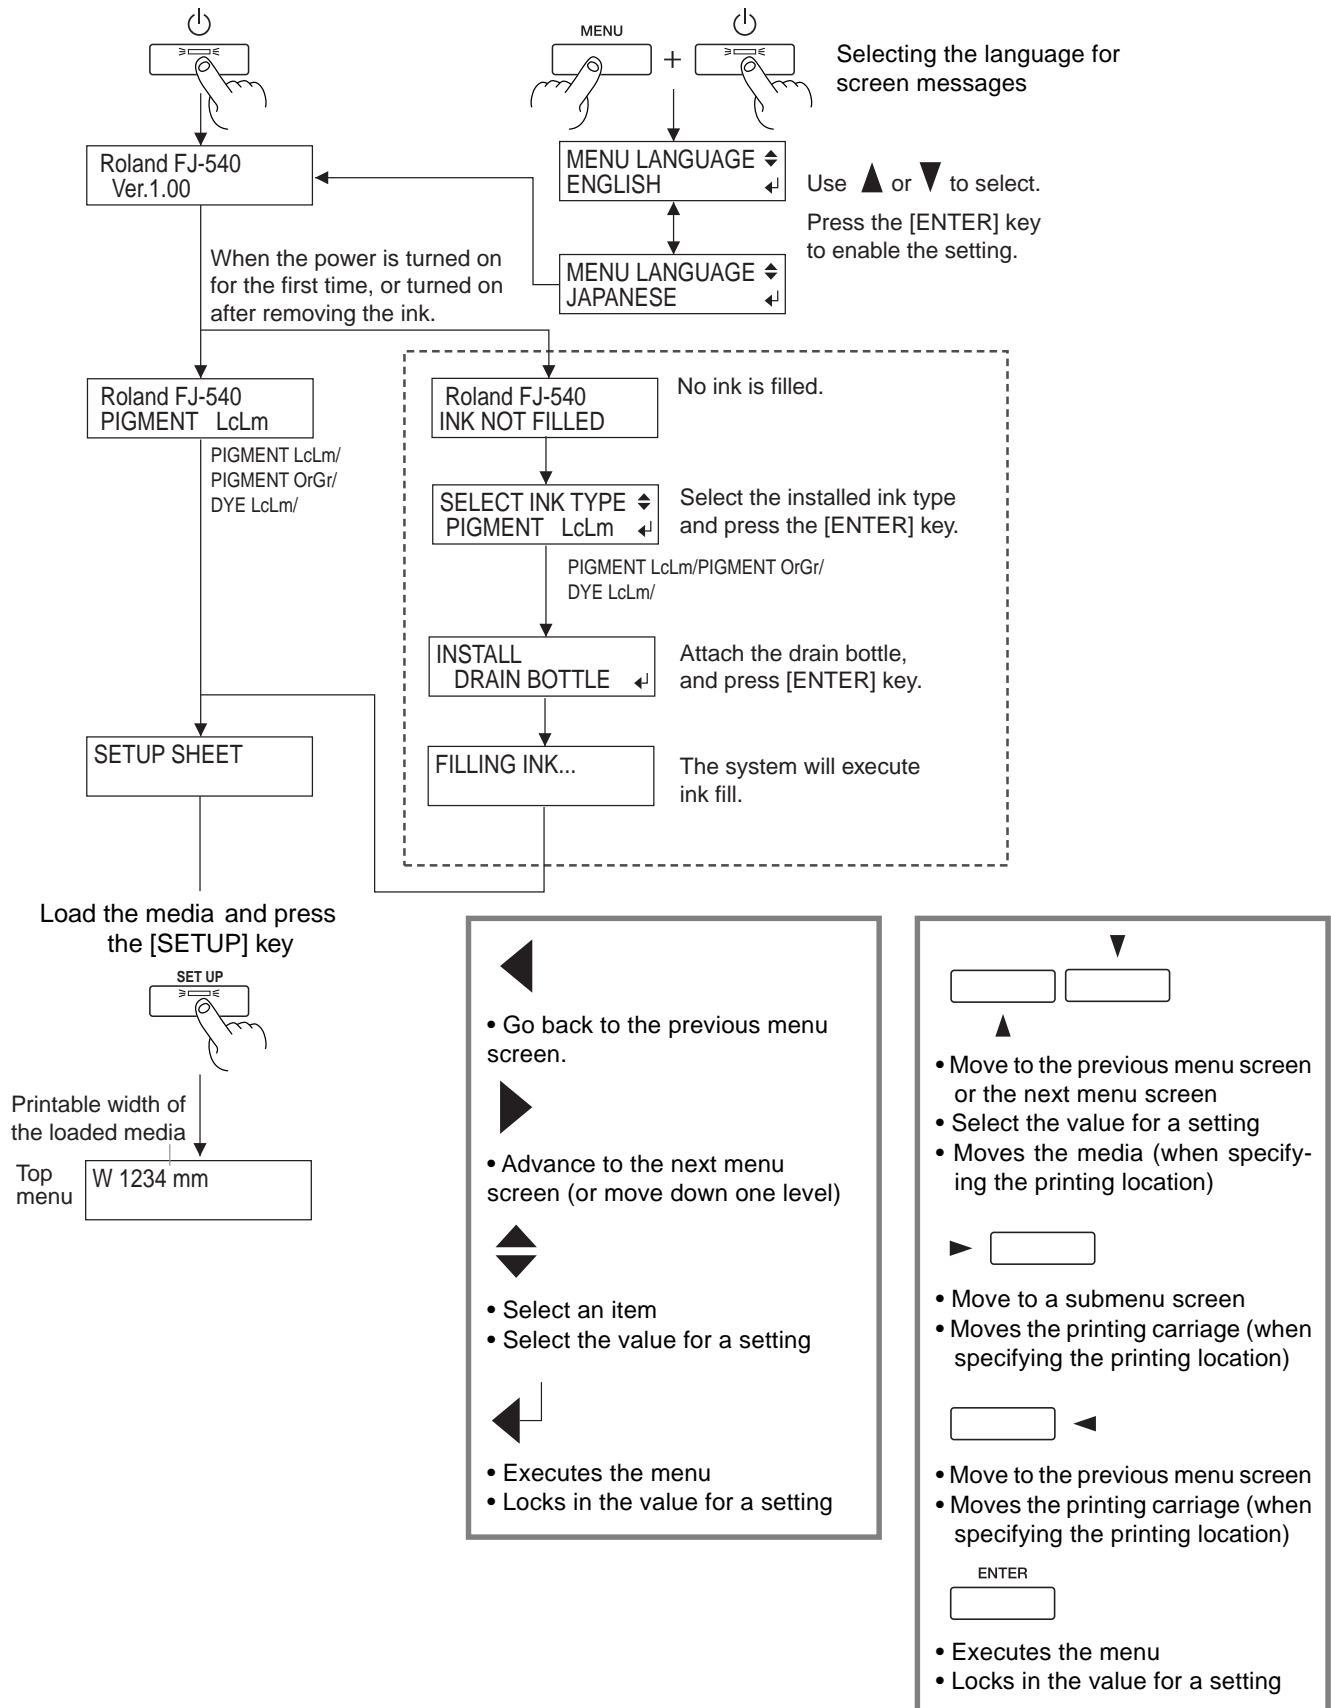 MENU
Selecting the language for
screen messages
Roland FJ-540
Ver.1.00
MENU LANGUAGE
ENGLISH
Use ▲ or ▼ to select.
Press the [ENTER] key
to enable the setting.
When the power is turned on
for the first time, or turned on
after removing the ink.
MENU LANGUAGE
JAPANESE
Roland FJ-540
PIGMENT LcLm
PIGMENT LcLm/
PIGMENT OrGr/
DYE LcLm/
Roland FJ-540
INK NOT FILLED
No ink is filled.
SELECT INK TYPE
PIGMENT LcLm
Select the installed ink type
and press the [ENTER] key.
PIGMENT LcLm/PIGMENT OrGr/
DYE LcLm/
INSTALL
DRAIN BOTTLE
Attach the drain bottle,
and press [ENTER] key.
SETUP SHEET
FILLING INK...
The system will execute
ink fill.
Load the media and press
the [SETUP] key
SET UP
Printable width of
the loaded media
Top
menu
W 1234 mm
• Go back to the previous menu
screen.
• Advance to the next menu
screen (or move down one level)
• Select an item
• Select the value for a setting
• Executes the menu
• Locks in the value for a setting
• Move to the previous menu screen
or the next menu screen
• Select the value for a setting
• Moves the media (when specify-
ing the printing location)
• Move to a submenu screen
• Moves the printing carriage (when
specifying the printing location)
• Move to the previous menu screen
• Moves the printing carriage (when
specifying the printing location)
ENTER
• Executes the menu
• Locks in the value for a setting